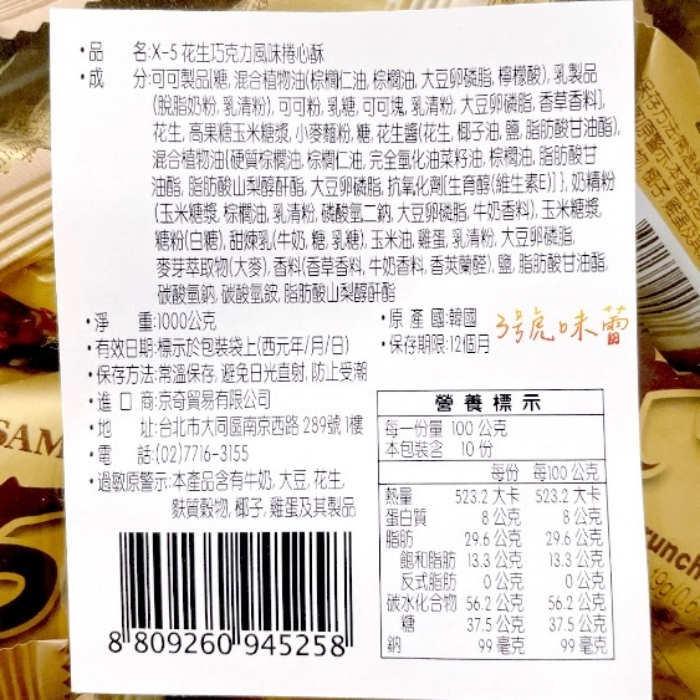 •品　　名:X-5 花生巧克力風味捲心酥
•成　　分:可可製品[糖, 混合植物油(棕櫚仁油, 棕櫚油, 大豆卵磷脂, 檸檬酸), 乳製品
(脫脂奶粉, 乳清粉), 可可粉, 乳糖, 可可塊, 乳清粉, 大豆卵磷脂, 香草香料],
花生, 高果糖玉米糖漿, 小麥麵粉, 糖, 花生醬(花生, 椰子油, 鹽, 脂肪酸甘油酯),
混合植物油{硬質棕櫚油, 棕櫚仁油, 完全氫化油菜籽油, 棕櫚油, 脂肪酸甘
油酯, 脂肪酸山梨醇酐酯, 大豆卵磷脂, 抗氧化劑[生育醇(維生素E)]}, 奶精粉
(玉米糖漿, 棕櫚油, 乳清粉, 磷酸氫二鈉, 大豆卵磷脂, 牛奶香料), 玉米糖漿,
糖粉(白糖), 甜煉乳(牛奶, 糖, 乳糖), 玉米油, 雞蛋, 乳清粉, 大豆卵磷脂,
麥芽萃取物(大麥), 香料(香草香料, 牛奶香料, 香莢蘭醛), 鹽, 脂肪酸甘油酯,
碳酸氫鈉, 碳酸氫銨, 脂肪酸山梨醇酐酯
•淨　　重:1000公克
•原 產 國:韓國
3號味蕾
•有效日期:標示於包裝袋上(西元年/月/日)
•保存期限:12個月
•保存方法:常溫保存, 避免日光直射, 防止受潮
•進 口 商:京奇貿易有限公司
•地　　址:台北市大同區南京西路 289號 1樓
•電　　話:(02)7716-3155
•過敏原警示:本產品含有牛奶, 大豆, 花生,
麩質穀物, 椰子, 雞蛋及其製品
營養標示
每一份量 100 公克
本包裝含 10 份
每份 每100 公克
熱量 523.2 大卡 523.2 大卡
蛋白質 8 公克 8 公克
脂肪 29.6 公克 29.6 公克
飽和脂肪 13.3 公克 13.3 公克
反式脂肪 0 公克 0 公克
碳水化合物 56.2 公克 56.2 公克
糖 37.5 公克 37.5 公克
鈉 99 毫克 99 毫克
8 809260 945258
SAM
runch